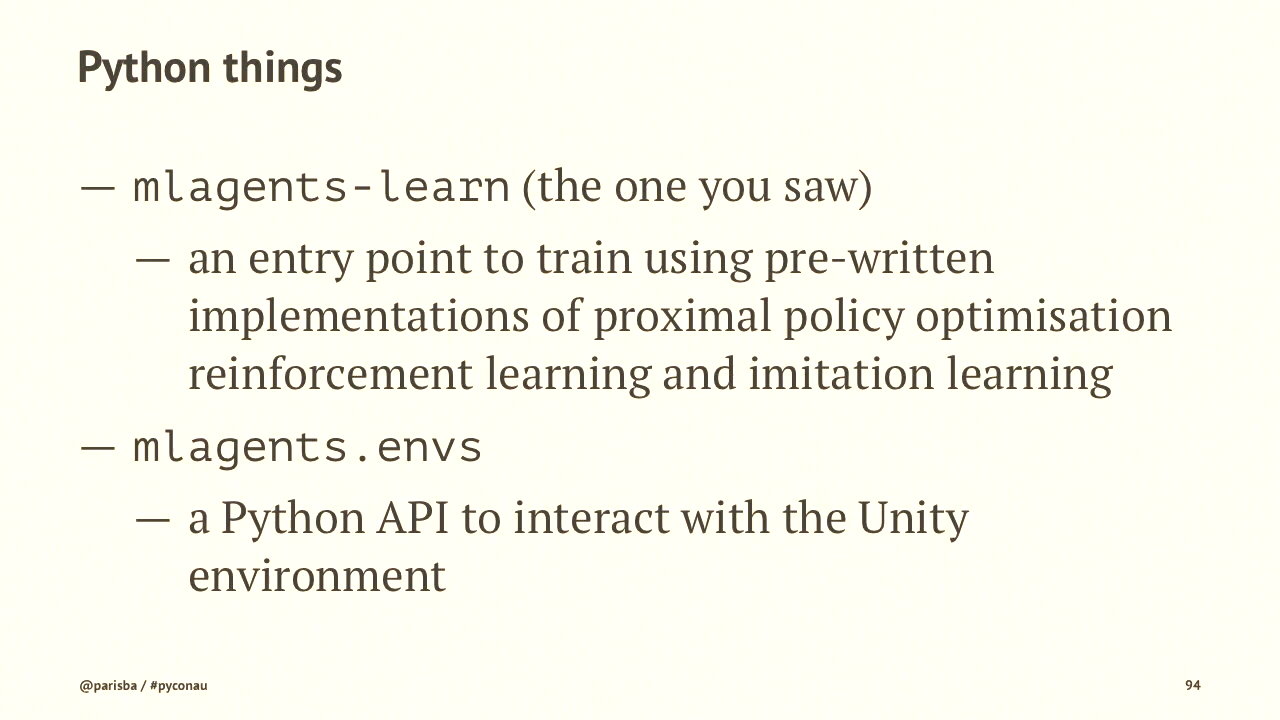 Python things
— mlagents-learn (the one you saw)
— an entry point to train using pre-written
implementations of proximal policy optimisation
reinforcement learning and imitation learning
— mlagents.envs
— a Python API to interact with the Unity
environment
@parisba / #pyconau
94